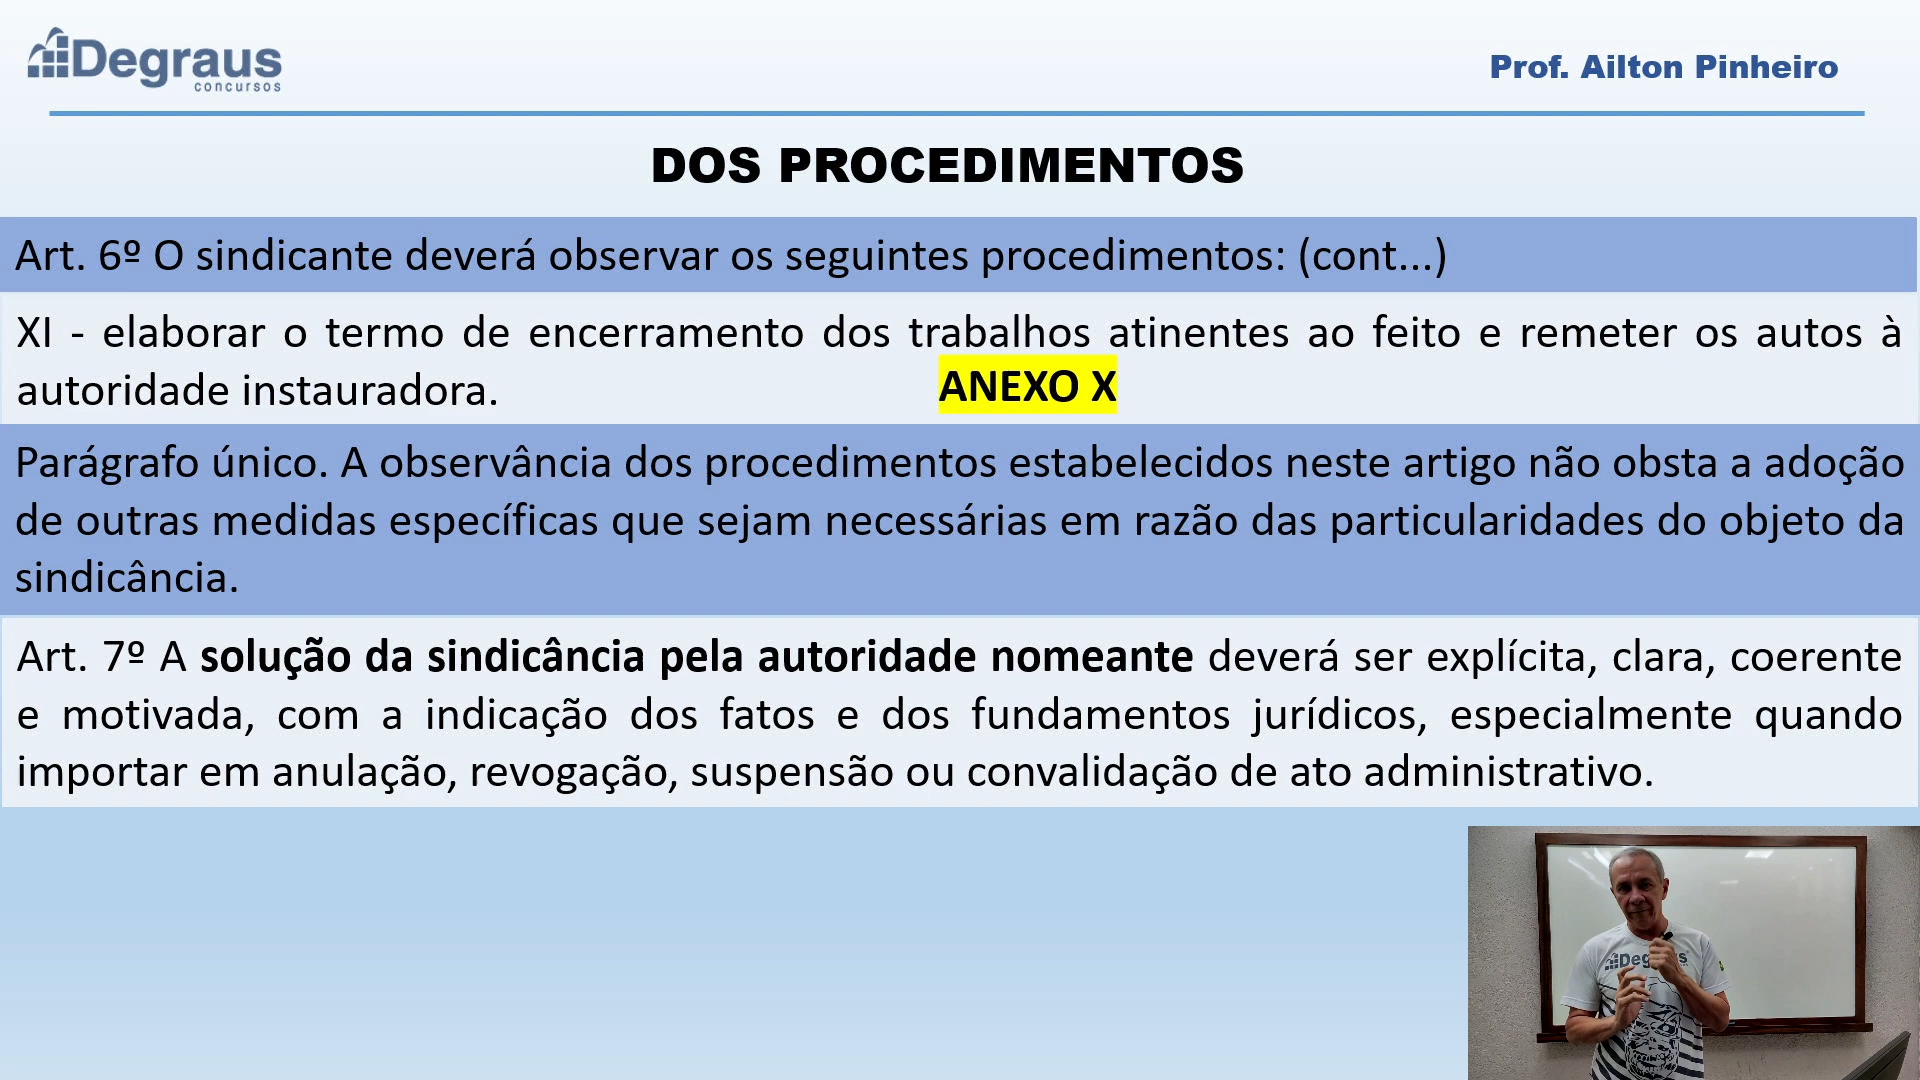 Degraus
concursos
Prof. Ailton Pinheiro
DOS PROCEDIMENTOS
Art. 6º O sindicante deverá observar os seguintes procedimentos: (cont...)
XI - elaborar o termo de encerramento dos trabalhos atinentes ao feito e remeter os autos à
autoridade instauradora.
ANEXO X
Parágrafo único. A observância dos procedimentos estabelecidos neste artigo não obsta a adoção
de outras medidas específicas que sejam necessárias em razão das particularidades do objeto da
sindicância.
Art. 7º A solução da sindicância pela autoridade nomeante deverá ser explícita, clara, coerente
e motivada, com a indicação dos fatos e dos fundamentos jurídicos, especialmente quando
importar em anulação, revogação, suspensão ou convalidação de ato administrativo.